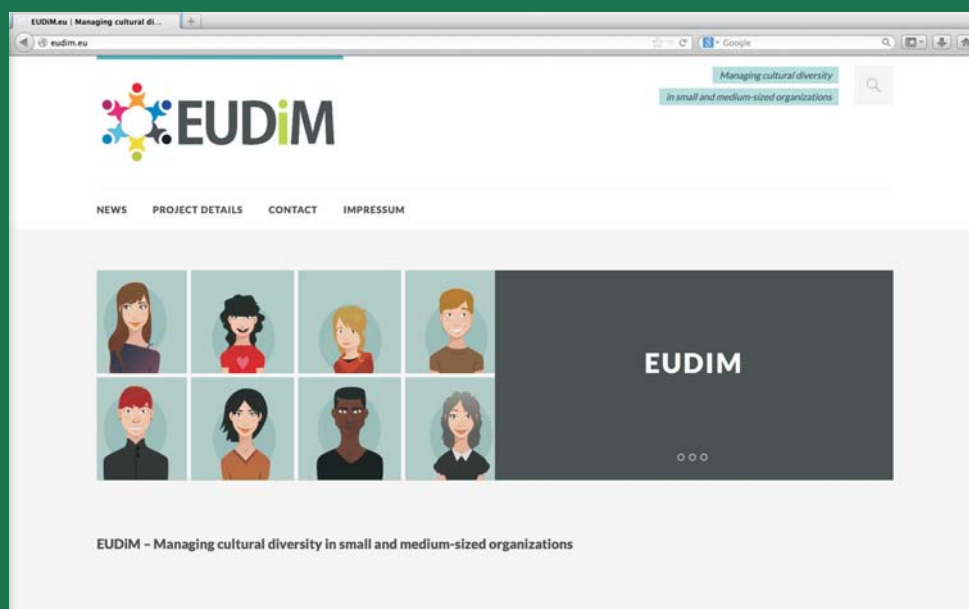 EUDiM.eu | Managing cultural di...
eudim.eu
Google
Managing cultural diversity
in small and medium-sized organizations
EUDiM
NEWS PROJECT DETAILS CONTACT IMPRESSUM
EUDIM
EUDiM – Managing cultural diversity in small and medium-sized organizations